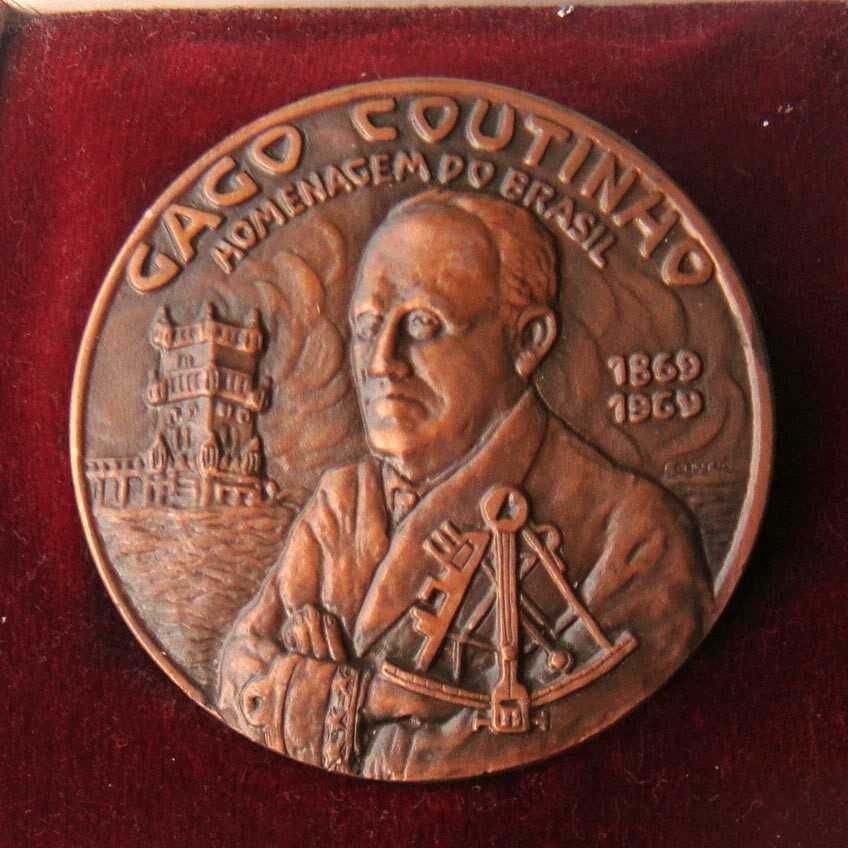 GAGO COUTINHO
HOMENAGEM DO BRASIL
1869
1969